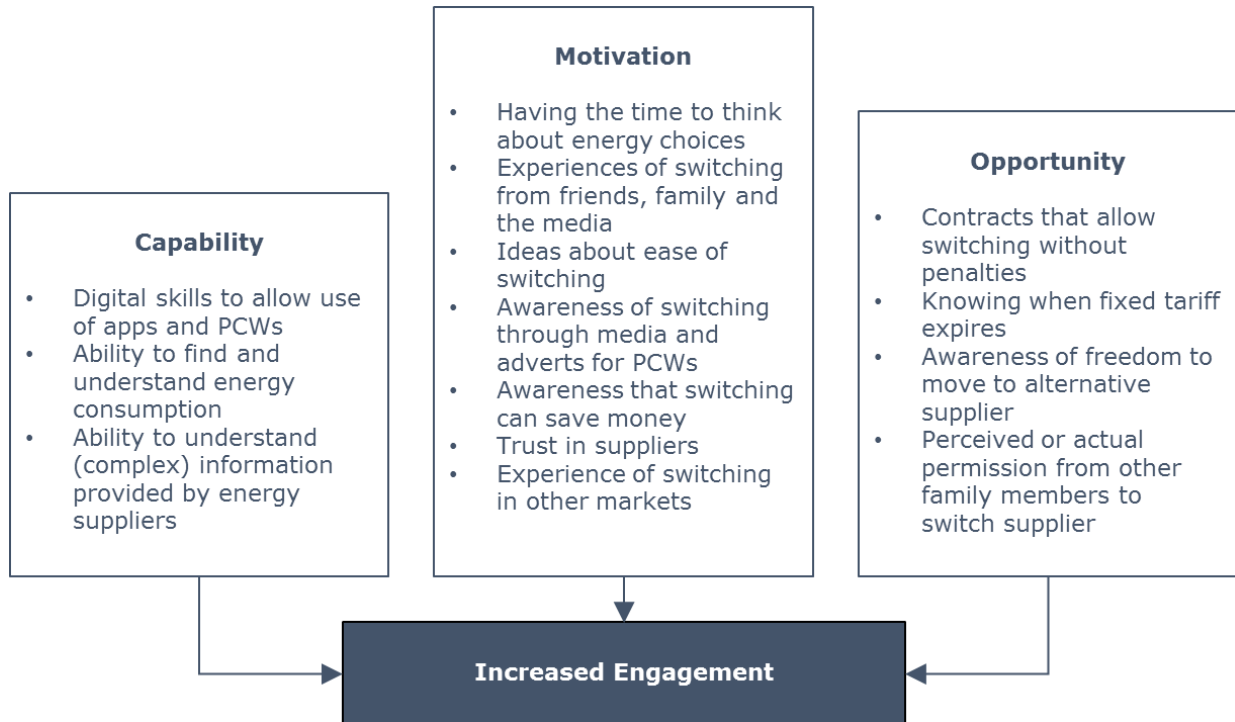 Capability
• Digital skills to allow use
of apps and PCWs
• Ability to find and
understand energy
consumption
• Ability to understand
(complex) information
provided by energy
suppliers
Motivation
• Having the time to think
about energy choices
• Experiences of switching
from friends, family and
the media
• Ideas about ease of
switching
• Awareness of switching
through media and
adverts for PCWs
• Awareness that switching
can save money
• Trust in suppliers
• Experience of switching
in other markets
Opportunity
• Contracts that allow
switching without
penalties
• Knowing when fixed tariff
expires
• Awareness of freedom to
move to alternative
supplier
• Perceived or actual
permission from other
family members to
switch supplier
Increased Engagement